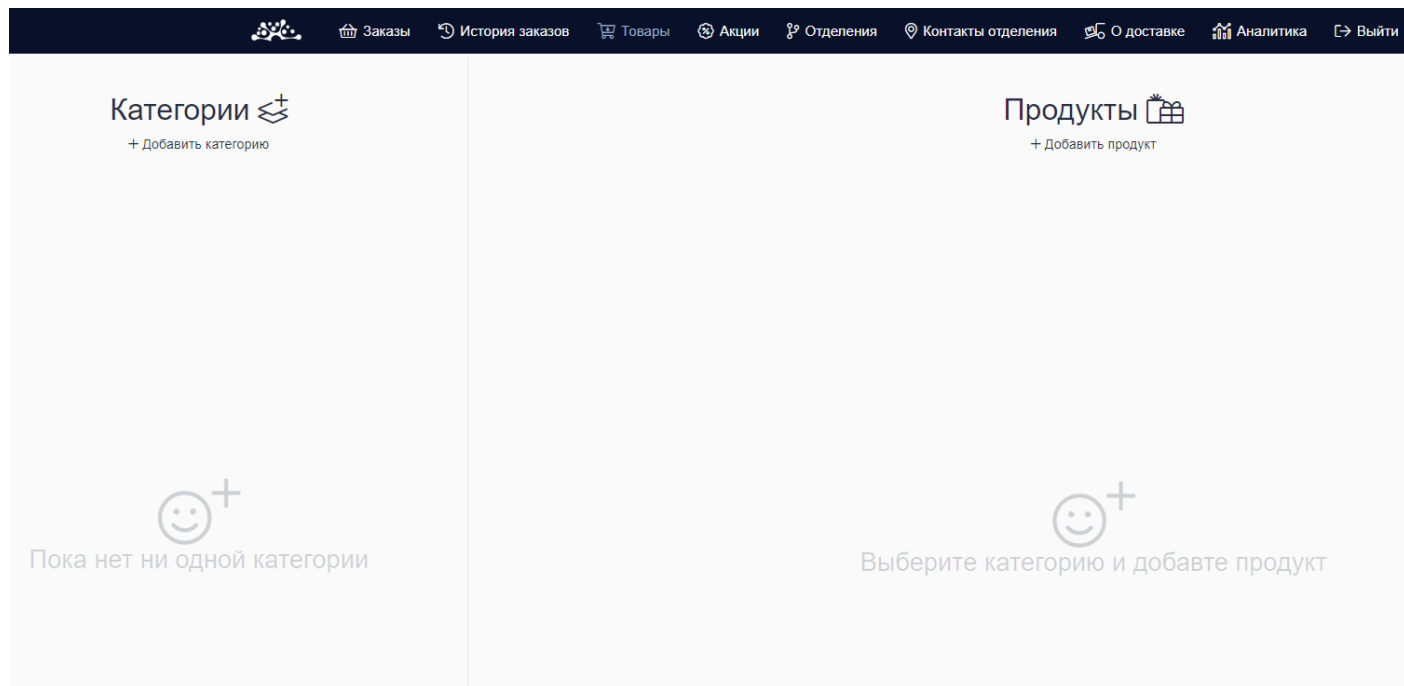 Заказы История заказов Товары Акции Отделения Контакты отделения О доставке Аналитика Выйти
Категории
+ Добавить категорию
Продукты
+ Добавить продукт
Пока нет ни одной категории
Выберите категорию и добавте продукт